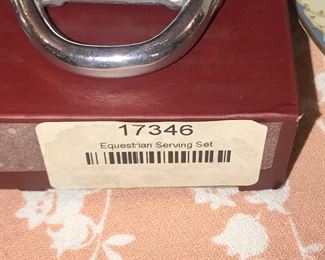 17346
Equestrian Serving Set